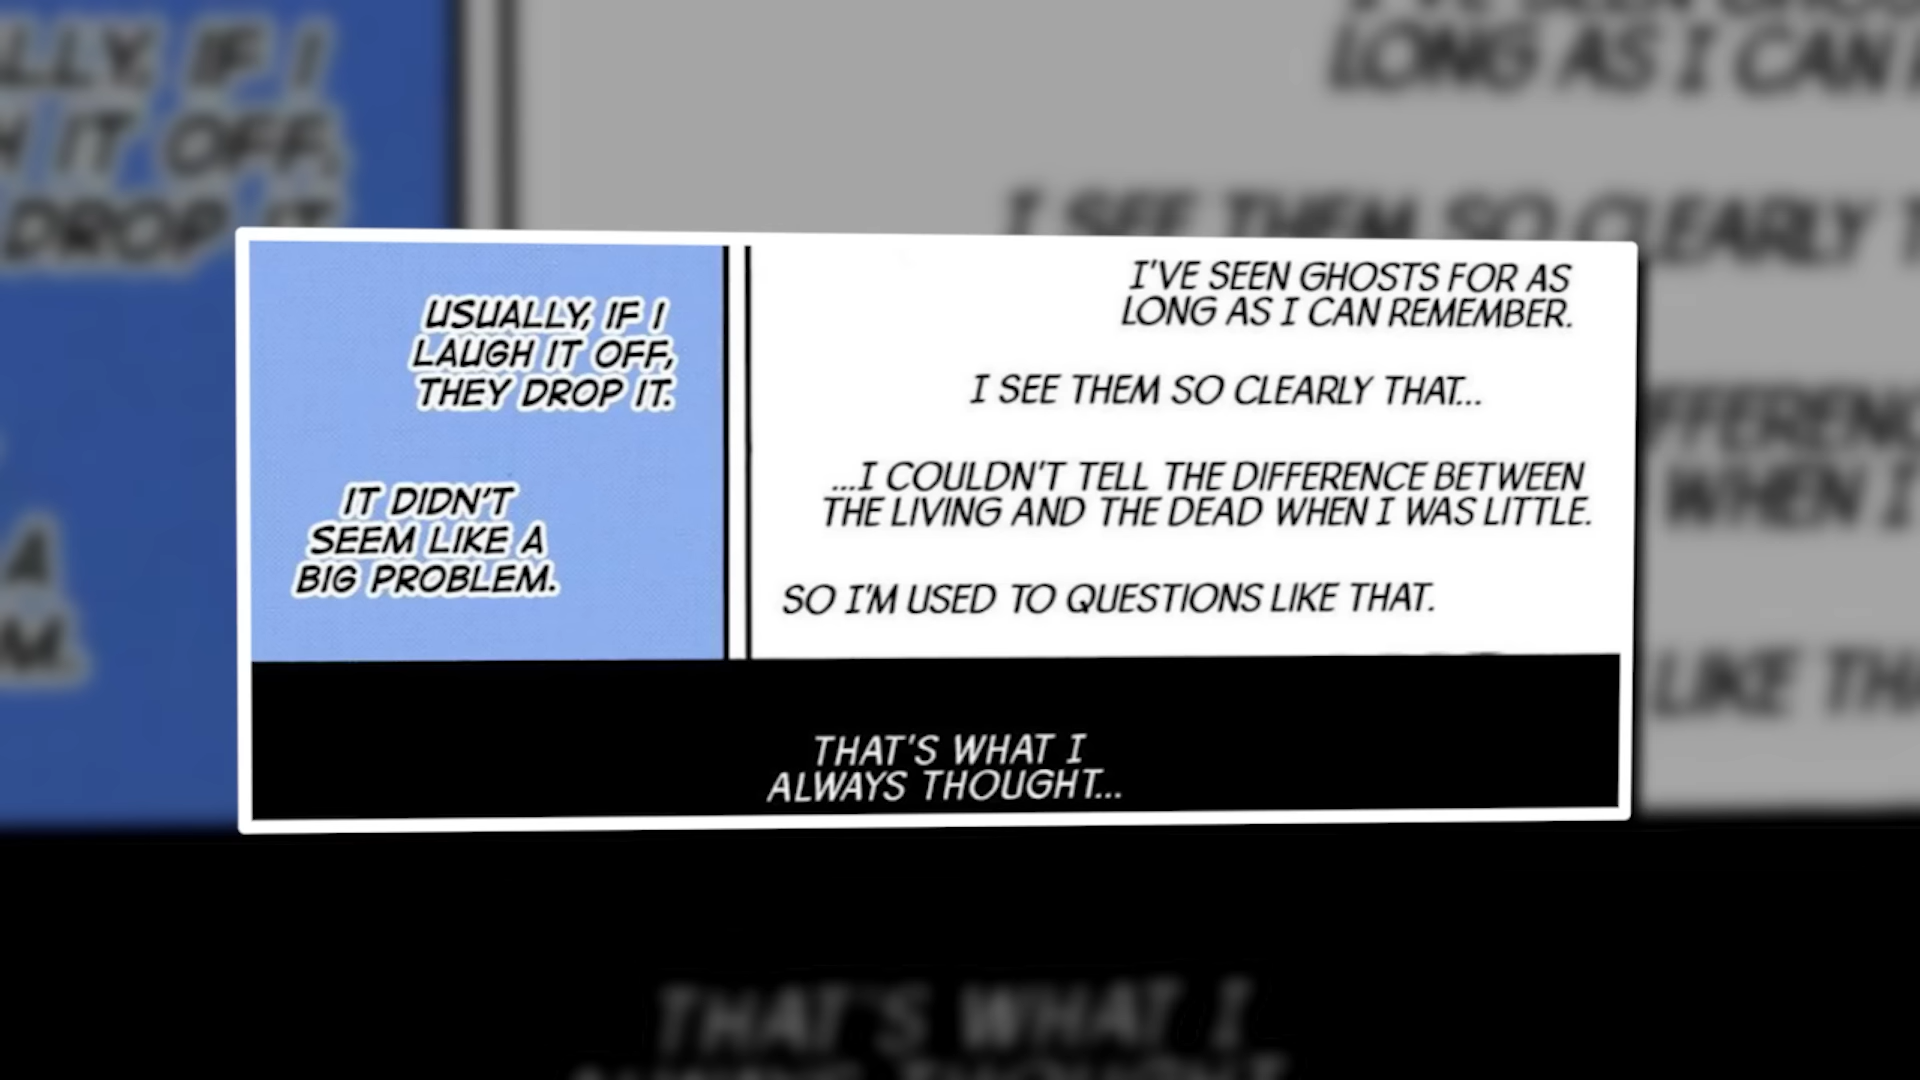 USUALLY, IF I
LAUGH IT OFF,
THEY DROP IT.
IT DIDN'T
SEEM LIKE A
BIG PROBLEM.
I'VE SEEN GHOSTS FOR AS
LONG AS I CAN REMEMBER.
I SEE THEM SO CLEARLY THAT...
...I COULDN'T TELL THE DIFFERENCE BETWEEN
THE LIVING AND THE DEAD WHEN I WAS LITTLE.
SO I'M USED TO QUESTIONS LIKE THAT.
THAT'S WHAT I
ALWAYS THOUGHT...